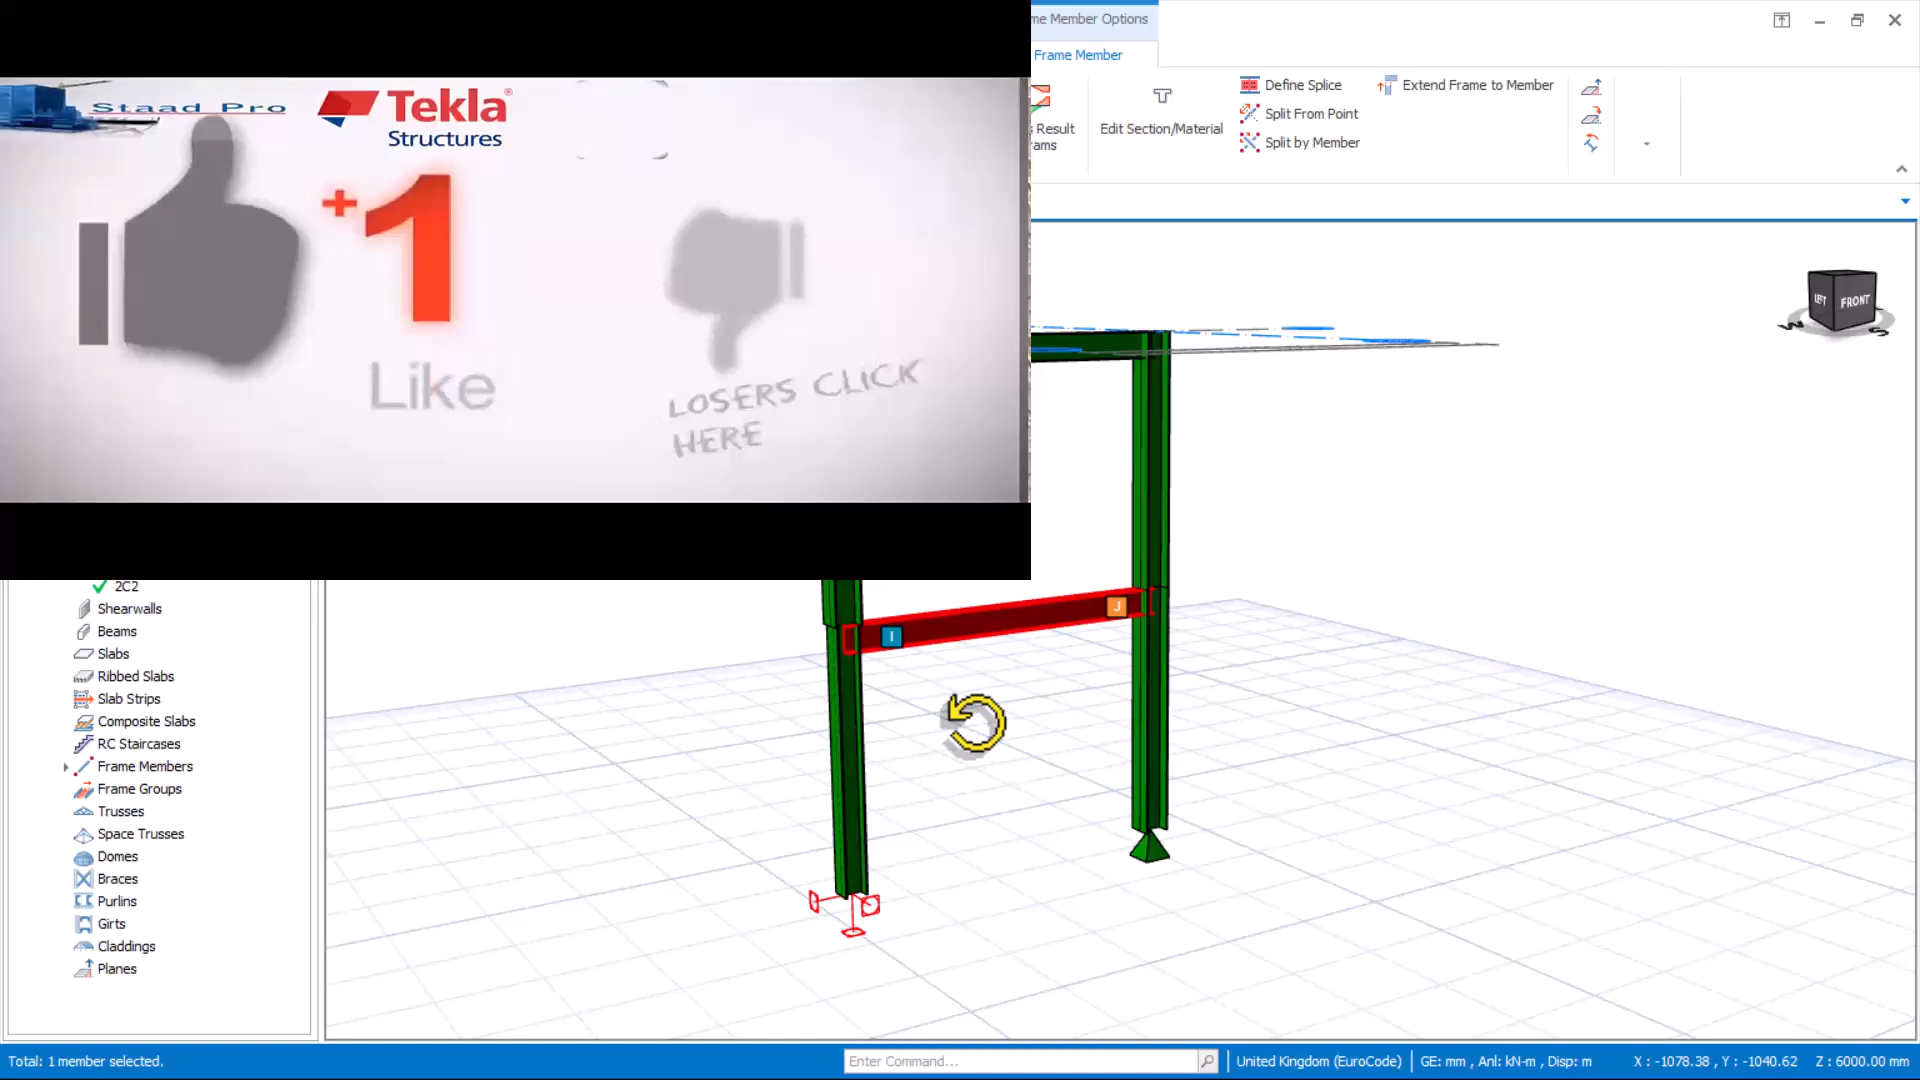 Staad Pro
Tekla®
Structures
+1
Like
LOSERS CLICK
HERE
me Member Options
Frame Member
s Result
ams
Edit Section/Material
Define Splice
Split From Point
Split by Member
Extend Frame to Member
LEFT
FRONT
S
2C2
Shearwalls
Beams
Slabs
Ribbed Slabs
Slab Strips
Composite Slabs
RC Staircases
Frame Members
Frame Groups
Trusses
Space Trusses
Domes
Braces
Purlins
Girts
Claddings
Planes
I
J
Total: 1 member selected.
Enter Command...
United Kingdom (EuroCode)
GE: mm , Anl: kN-m , Disp: m
X : -1078.38 , Y : -1040.62
Z : 6000.00 mm